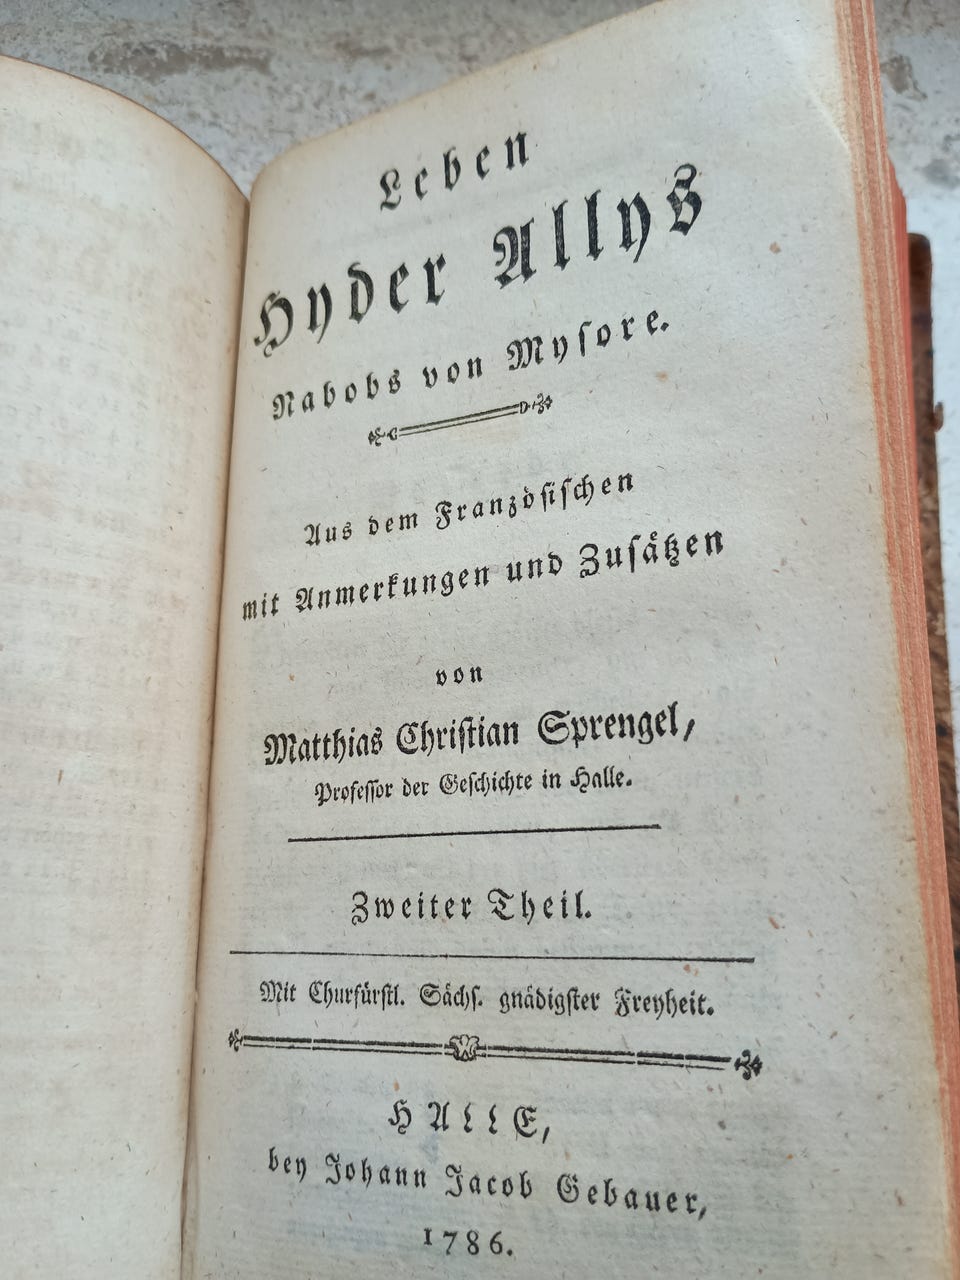 Leben
Hyder Allys
Nabobs von Mysore.
Aus dem Französischen
mit Anmerkungen und Zusätzen
von
Matthias Christian Sprengel,
Professor der Geschichte in Halle.
Zweiter Theil.
Mit Churfürstl. Sächs. gnädigster Freyheit.
HALLE,
bey Johann Jacob Gebauer,
1786.